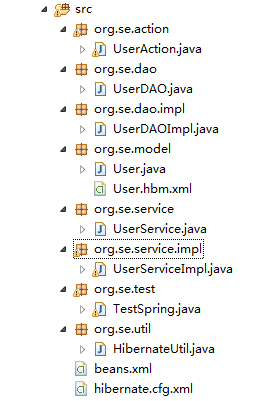 src
org.se.action
UserAction.java
org.se.dao
UserDAO.java
org.se.dao.impl
UserDAOImpl.java
org.se.model
User.java
User.hbm.xml
org.se.service
UserService.java
org.se.service.impl
UserServiceImpl.java
org.se.test
TestSpring.java
org.se.util
HibernateUtil.java
beans.xml
hibernate.cfg.xml